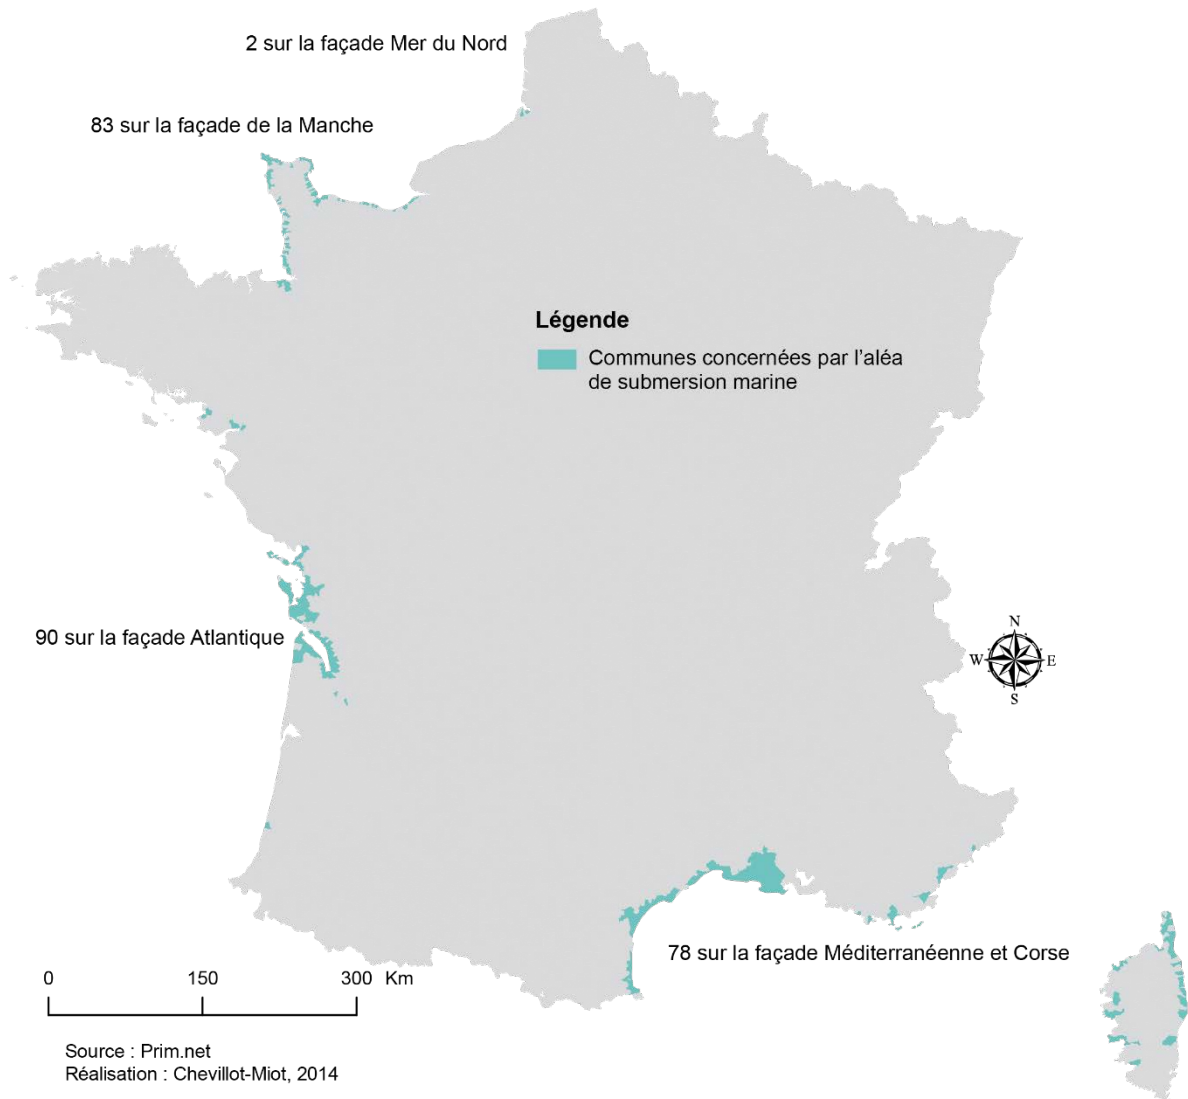 2 sur la façade Mer du Nord
83 sur la façade de la Manche
Légende
Communes concernées par l'aléa
de submersion marine
90 sur la façade Atlantique
N
W E
S
78 sur la façade Méditerranéenne et Corse
0 150 300 Km
Source : Prim.net
Réalisation : Chevillot-Miot, 2014